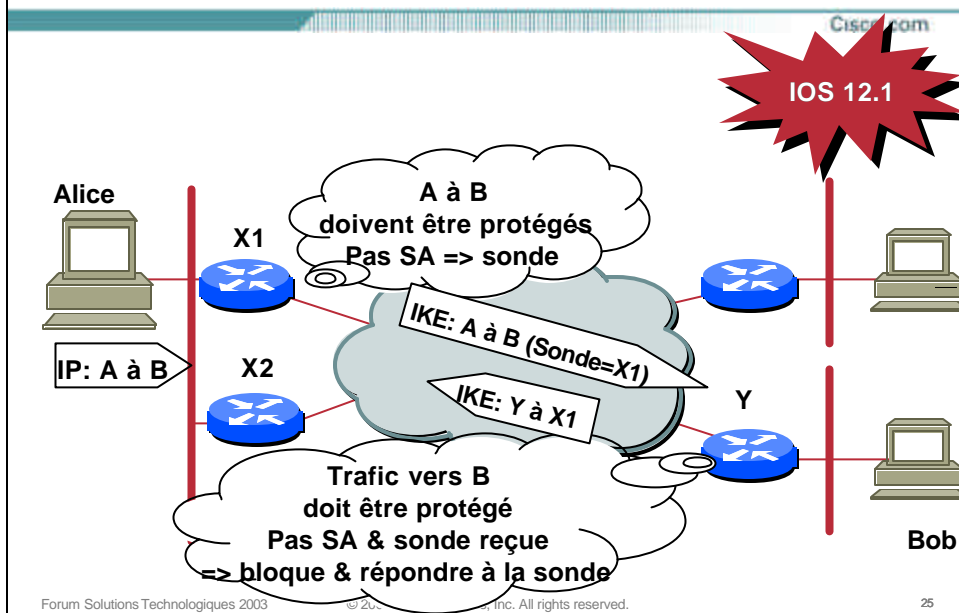 Cisco.com
IOS 12.1
Alice
A à B
doivent être protégés
Pas SA => sonde
X1
IKE: A à B (Sonde=X1)
IP: A à B
X2
IKE: Y à X1
Y
Trafic vers B
doit être protégé
Pas SA & sonde reçue
=> bloque & répondre à la sonde
Bob
Forum Solutions Technologiques 2003
© 20 , Inc. All rights reserved.
25